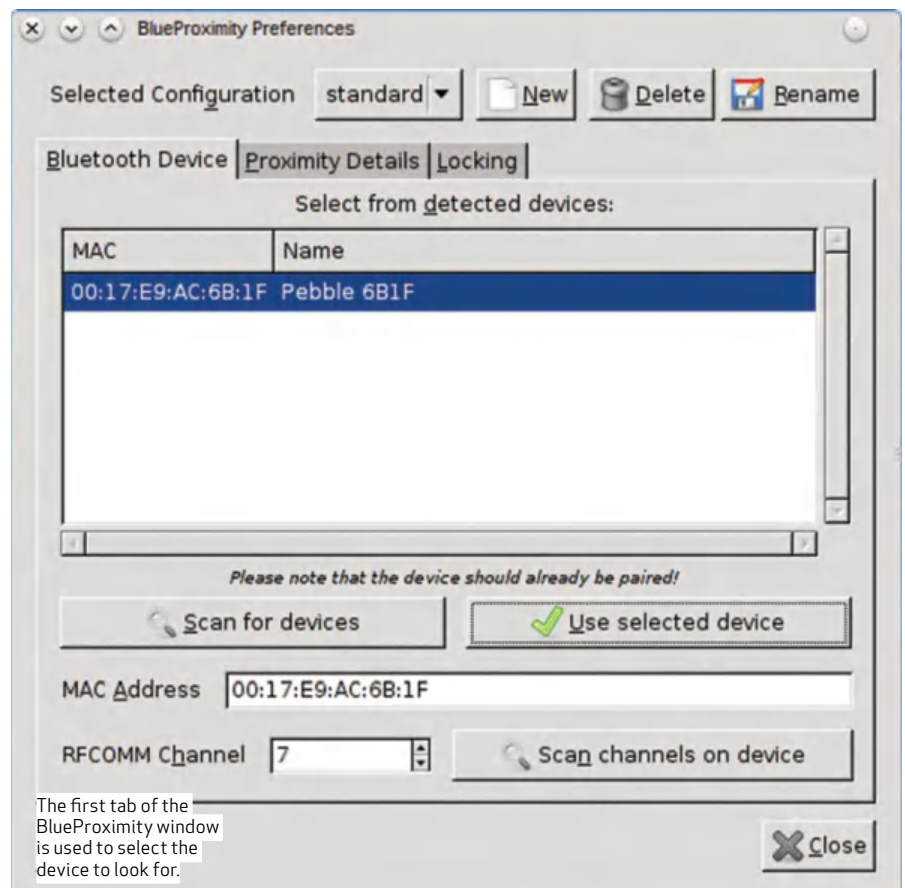 BlueProximity Preferences
Selected Configuration standard New Delete Rename
Bluetooth Device Proximity Details Locking
Select from detected devices:
MAC Name
00:17:E9:AC:6B:1F Pebble 6B1F
Please note that the device should already be paired!
Scan for devices Use selected device
MAC Address 00:17:E9:AC:6B:1F
RFCOMM Channel 7 Scan channels on device
The first tab of the
BlueProximity window
is used to select the
device to look for.
Close